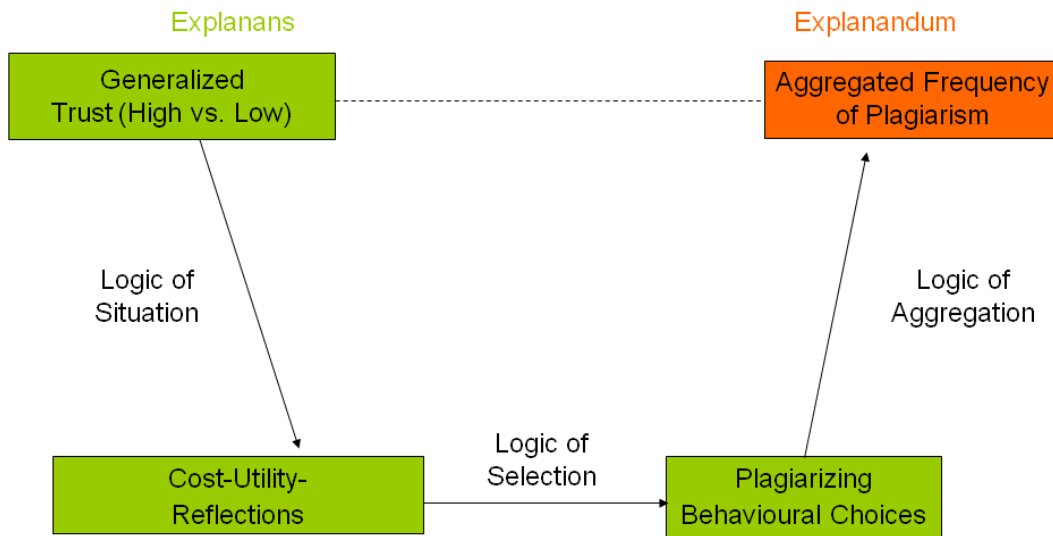 Explanans
Explanandum
Generalized
Trust (High vs. Low)
Aggregated Frequency
of Plagiarism
Logic of
Situation
Logic of
Aggregation
Logic of
Selection
Cost-Utility-
Reflections
Plagiarizing
Behavioural Choices